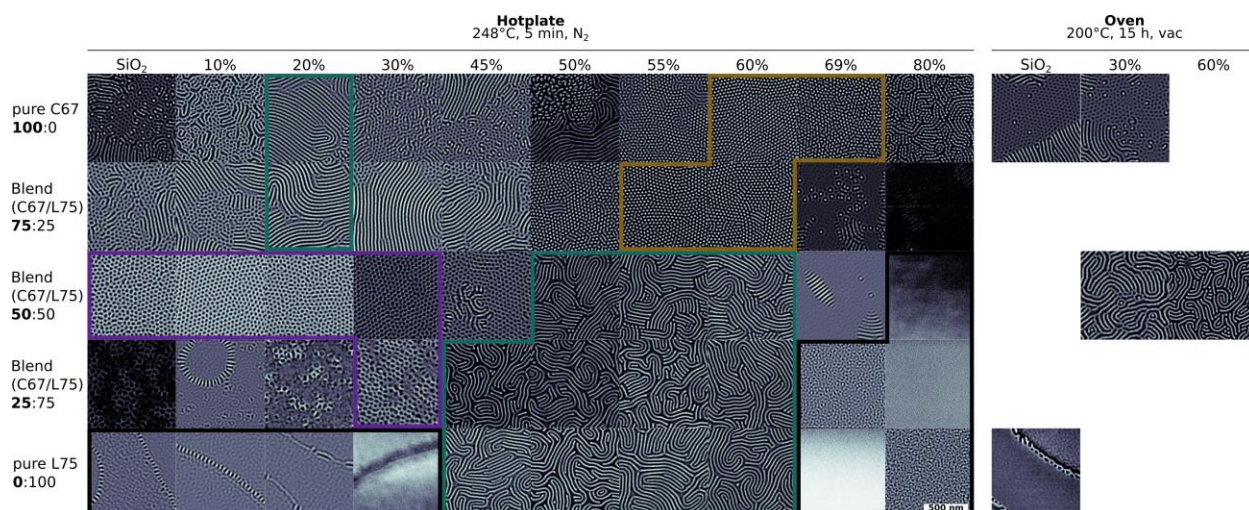 Hotplate
248°C, 5 min, N₂
Oven
200°C, 15 h, vac
SiO₂ 10% 20% 30% 45% 50% 55% 60% 69% 80%
SiO₂ 30% 60%
pure C67
100:0
Blend
(C67/L75)
75:25
Blend
(C67/L75)
50:50
Blend
(C67/L75)
25:75
pure L75
0:100
500 nm